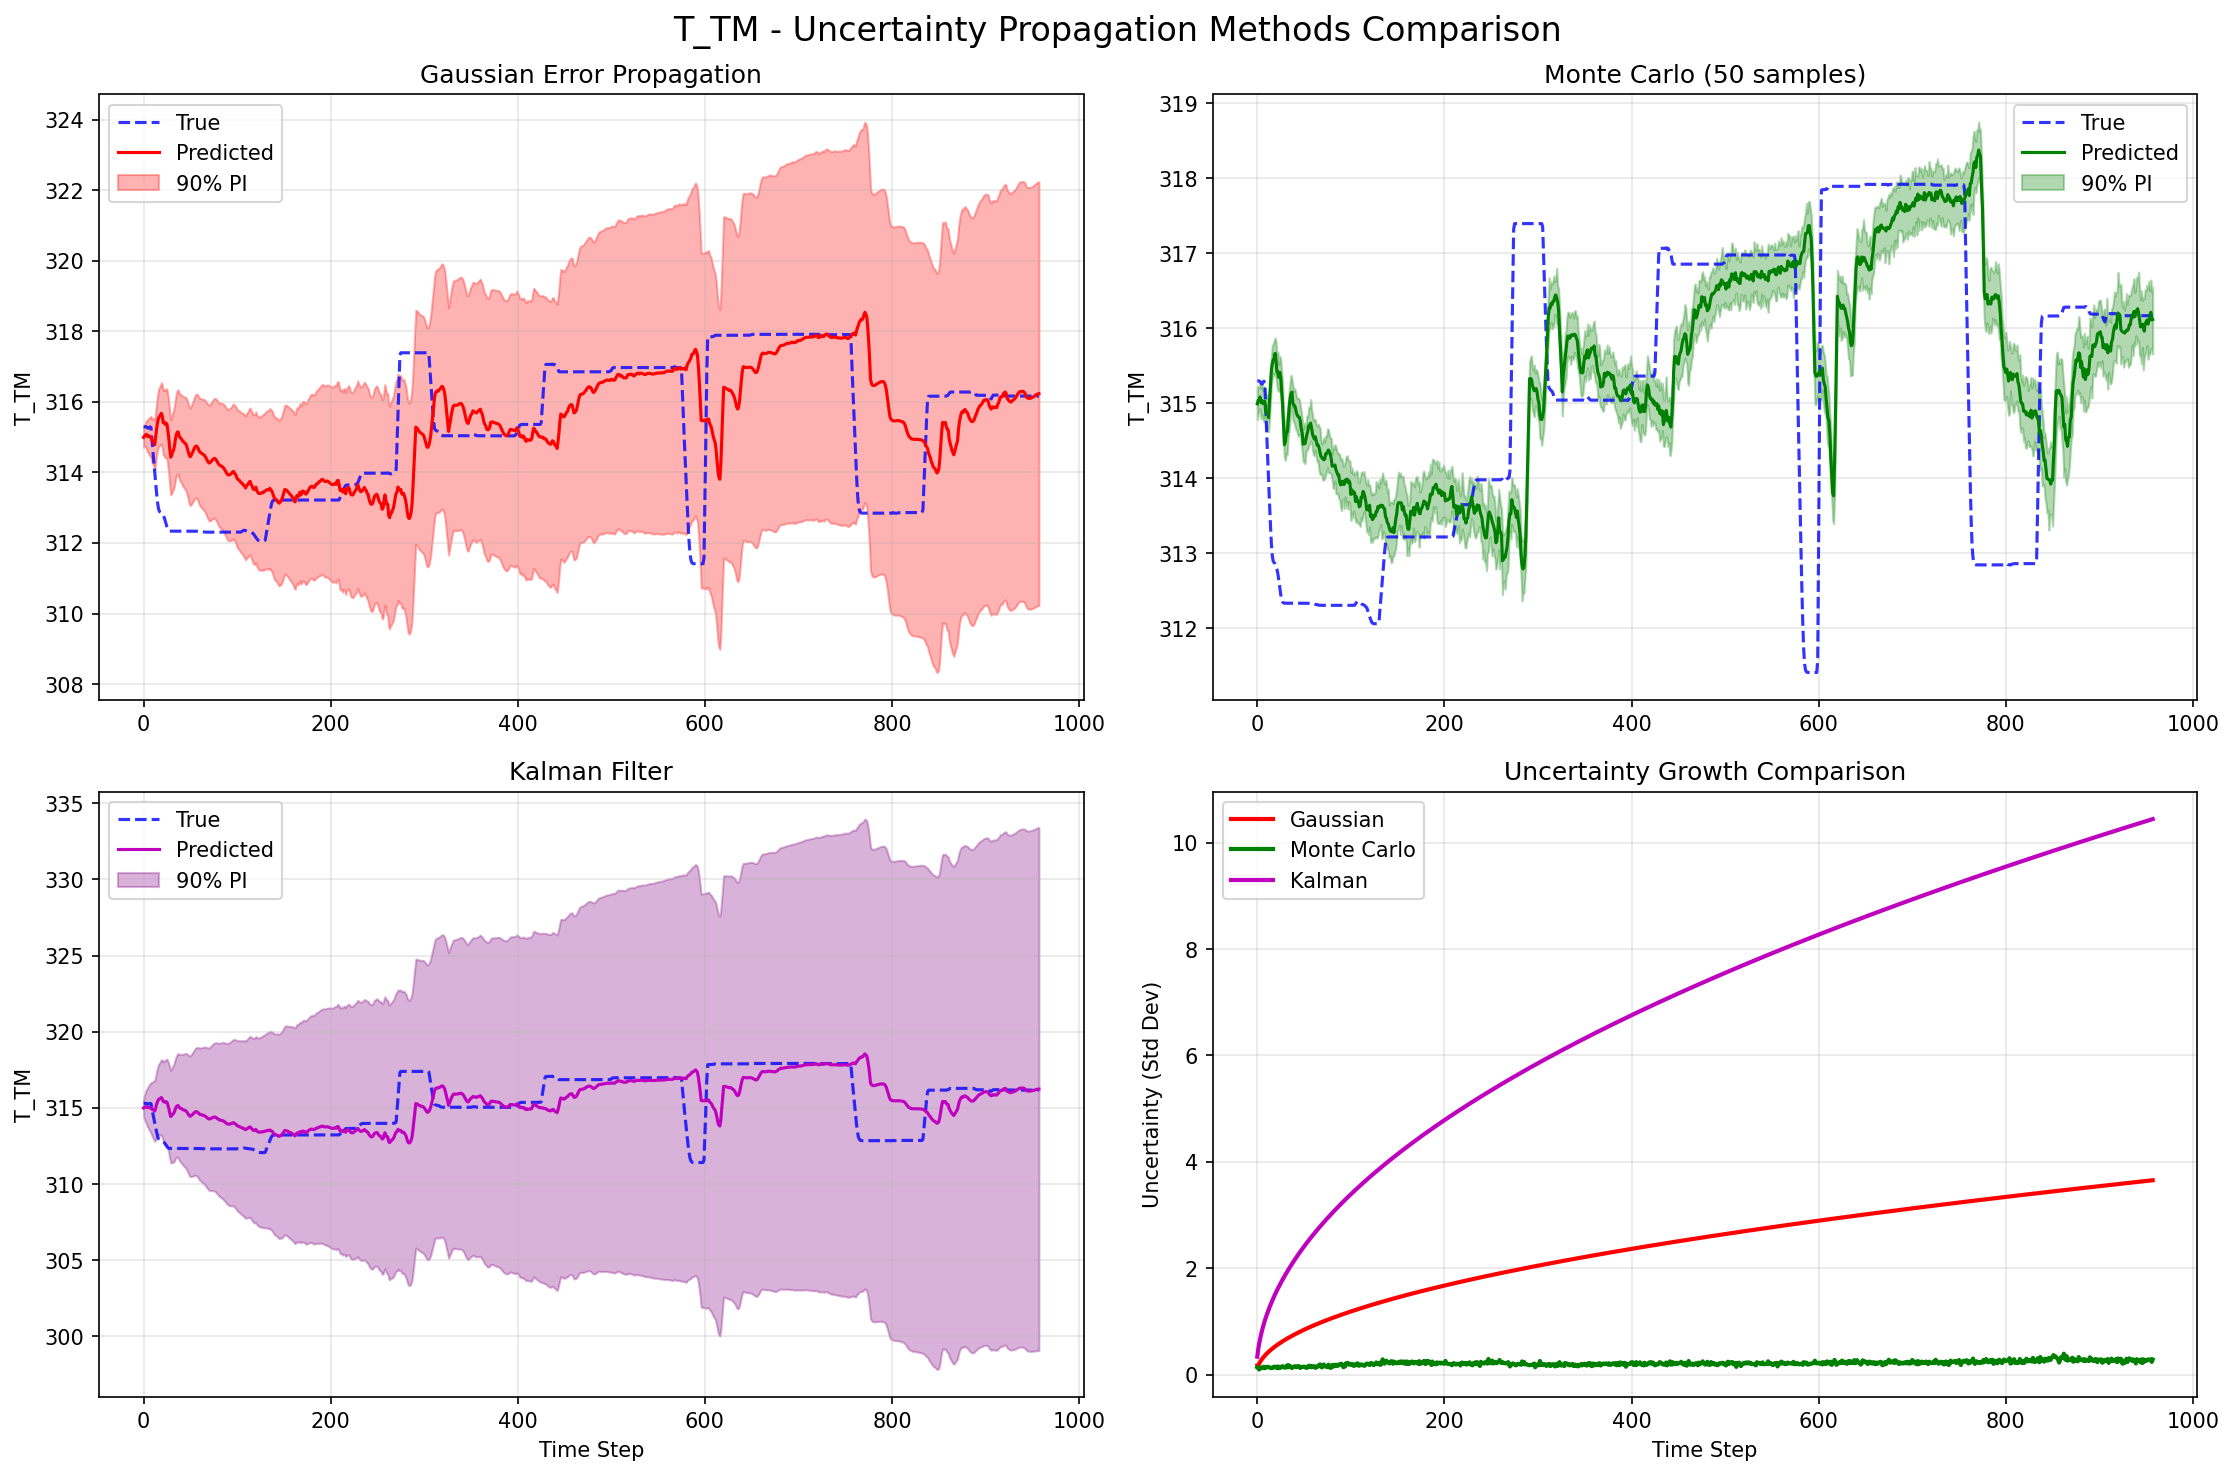 T_TM - Uncertainty Propagation Methods Comparison
Gaussian Error Propagation
True
Predicted
90% PI
T_TM
324
322
320
318
316
314
312
310
308
0 200 400 600 800 1000
Monte Carlo (50 samples)
True
Predicted
90% PI
T_TM
319
318
317
316
315
314
313
312
0 200 400 600 800 1000
Kalman Filter
True
Predicted
90% PI
T_TM
335
330
325
320
315
310
305
300
0 200 400 600 800 1000
Time Step
Uncertainty Growth Comparison
Gaussian
Monte Carlo
Kalman
Uncertainty (Std Dev)
10
8
6
4
2
0
0 200 400 600 800 1000
Time Step